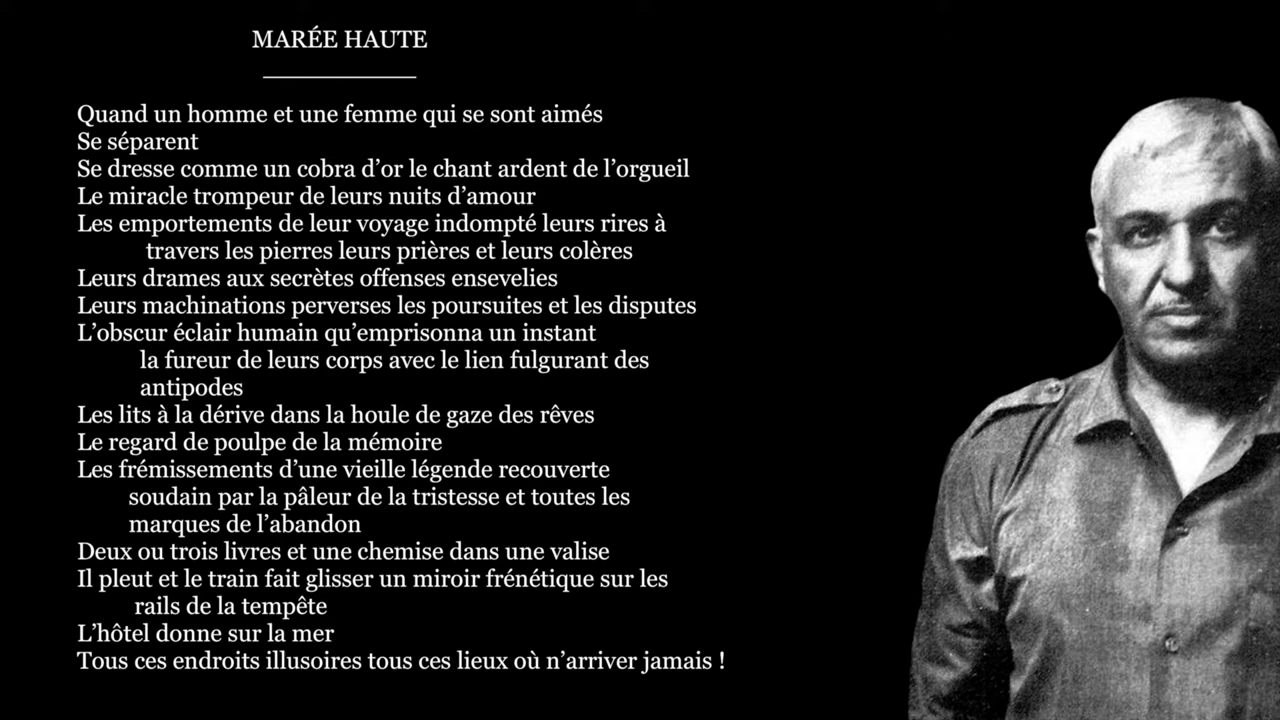 MARÉE HAUTE
Quand un homme et une femme qui se sont aimés
Se séparent
Se dresse comme un cobra d’or le chant ardent de l’orgueil
Le miracle trompeur de leurs nuits d’amour
Les emportements de leur voyage indompté leurs rires à
travers les pierres leurs prières et leurs colères
Leurs drames aux secrètes offenses ensevelies
Leurs machinations perverses les poursuites et les disputes
L’obscur éclair humain qu’emprisonna un instant
la fureur de leurs corps avec le lien fulgurant des
antipodes
Les lits à la dérive dans la houle de gaze des rêves
Le regard de poulpe de la mémoire
Les frémissements d’une vieille légende recouverte
soudain par la pâleur de la tristesse et toutes les
marques de l’abandon
Deux ou trois livres et une chemise dans une valise
Il pleut et le train fait glisser un miroir frénétique sur les
rails de la tempête
L’hôtel donne sur la mer
Tous ces endroits illusoires tous ces lieux où n’arriver jamais !